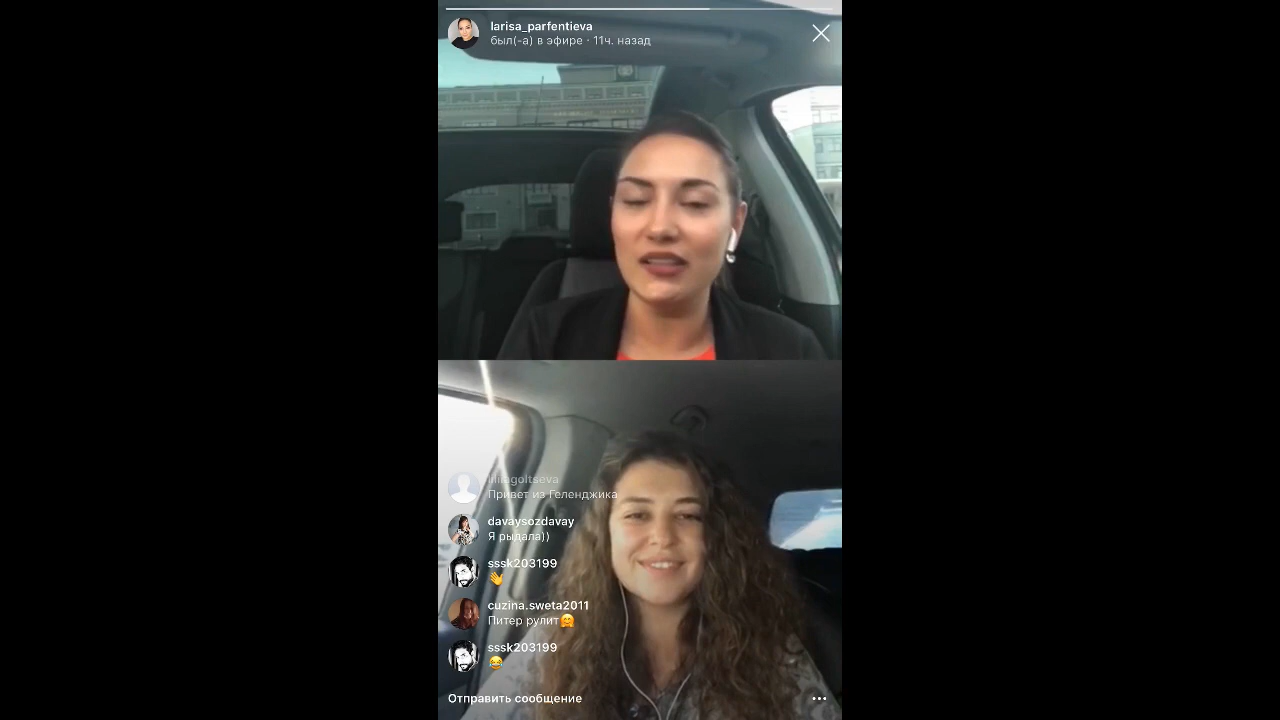 larisa_parfentieva
был(-а) в эфире · 11ч. назад
Привет из Геленджика
davaysozdavay
Я рыдала))
sssk203199
👋
cuzina.sweta2011
Питер рулит🤗
sssk203199
😂
Отправить сообщение